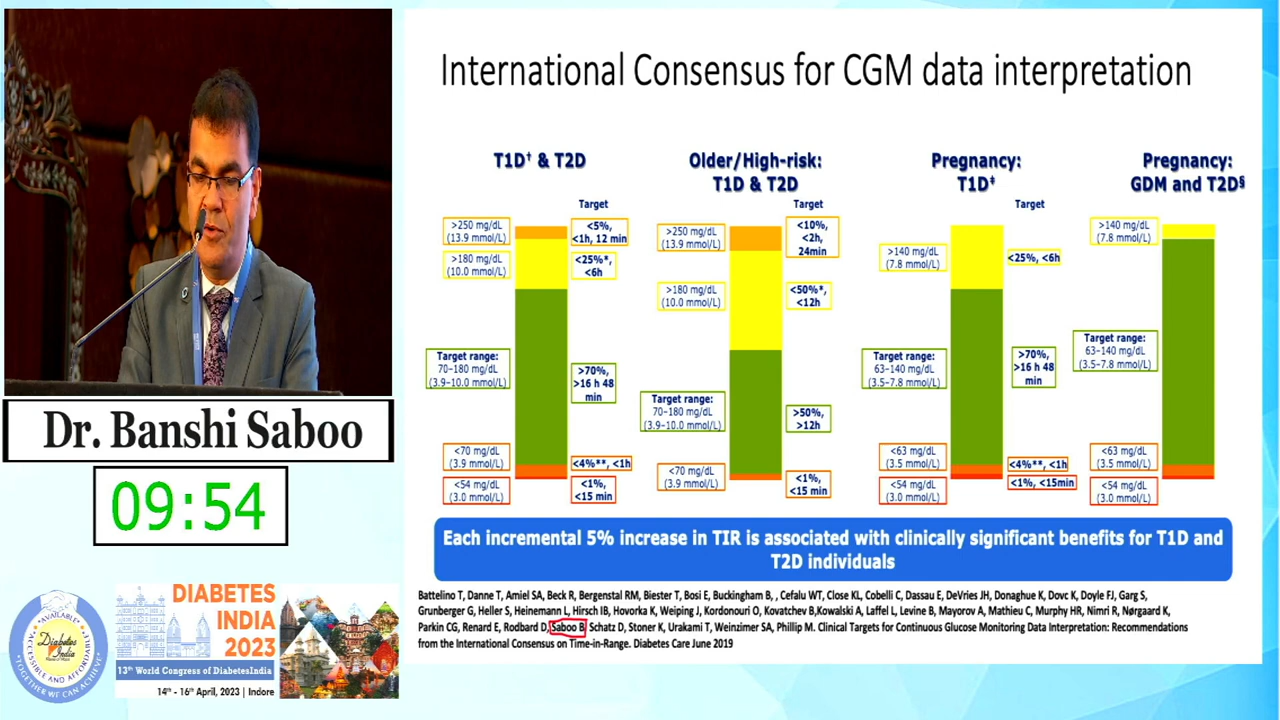 International Consensus for CGM data interpretation
T1D† & T2D
Target
>250 mg/dL
(13.9 mmol/L)
<5%,
<1h, 12 min
>180 mg/dL
(10.0 mmol/L)
<25%*,
<6h
Target range:
70–180 mg/dL
(3.9–10.0 mmol/L)
>70%,
>16 h 48
min
<70 mg/dL
(3.9 mmol/L)
<4%**, <1h
<54 mg/dL
(3.0 mmol/L)
<1%,
<15 min
Older/High-risk:
T1D & T2D
Target
>250 mg/dL
(13.9 mmol/L)
<10%,
<2h,
24min
>180 mg/dL
(10.0 mmol/L)
<50%*,
<12h
Target range:
70–180 mg/dL
(3.9–10.0 mmol/L)
>50%,
>12h
<70 mg/dL
(3.9 mmol/L)
<1%,
<15 min
Pregnancy:
T1D‡
Target
>140 mg/dL
(7.8 mmol/L)
<25%, <6h
Target range:
63–140 mg/dL
(3.5–7.8 mmol/L)
>70%,
>16 h 48
min
<63 mg/dL
(3.5 mmol/L)
<4%**, <1h
<54 mg/dL
(3.0 mmol/L)
<1%, <15min
Pregnancy:
GDM and T2D§
>140 mg/dL
(7.8 mmol/L)
Target range:
63–140 mg/dL
(3.5–7.8 mmol/L)
<63 mg/dL
(3.5 mmol/L)
<54 mg/dL
(3.0 mmol/L)
Each incremental 5% increase in TIR is associated with clinically significant benefits for T1D and
T2D individuals
Battelino T, Danne T, Amiel SA, Beck R, Bergenstal RM, Biester T, Bosi E, Buckingham B, , Cefalu WT, Close KL, Cobelli C, Dassau E, DeVries JH, Donaghue K, Dovc K, Doyle FJ, Garg S,
Grunberger G, Heller S, Heinemann L, Hirsch IB, Hovorka K, Weiping J, Kordonouri O, Kovatchev B,Kowalski A, Laffel L, Levine B, Mayorov A, Mathieu C, Murphy HR, Nimri R, Nørgaard K,
Parkin CG, Renard E, Rodbard D, Saboo B, Schatz D, Stoner K, Urakami T, Weinzimer SA, Phillip M. Clinical Targets for Continuous Glucose Monitoring Data Interpretation: Recommendations
from the International Consensus on Time-in-Range. Diabetes Care June 2019
Dr. Banshi Saboo
09:54
AVAILABLE
ACCESSIBLE AND AFFORDABLE
Diabetes
India
TOGETHER WE CAN ACHIEVE
DIABETES
INDIA
2023
13th World Congress of DiabetesIndia
14th - 16th April, 2023 | Indore